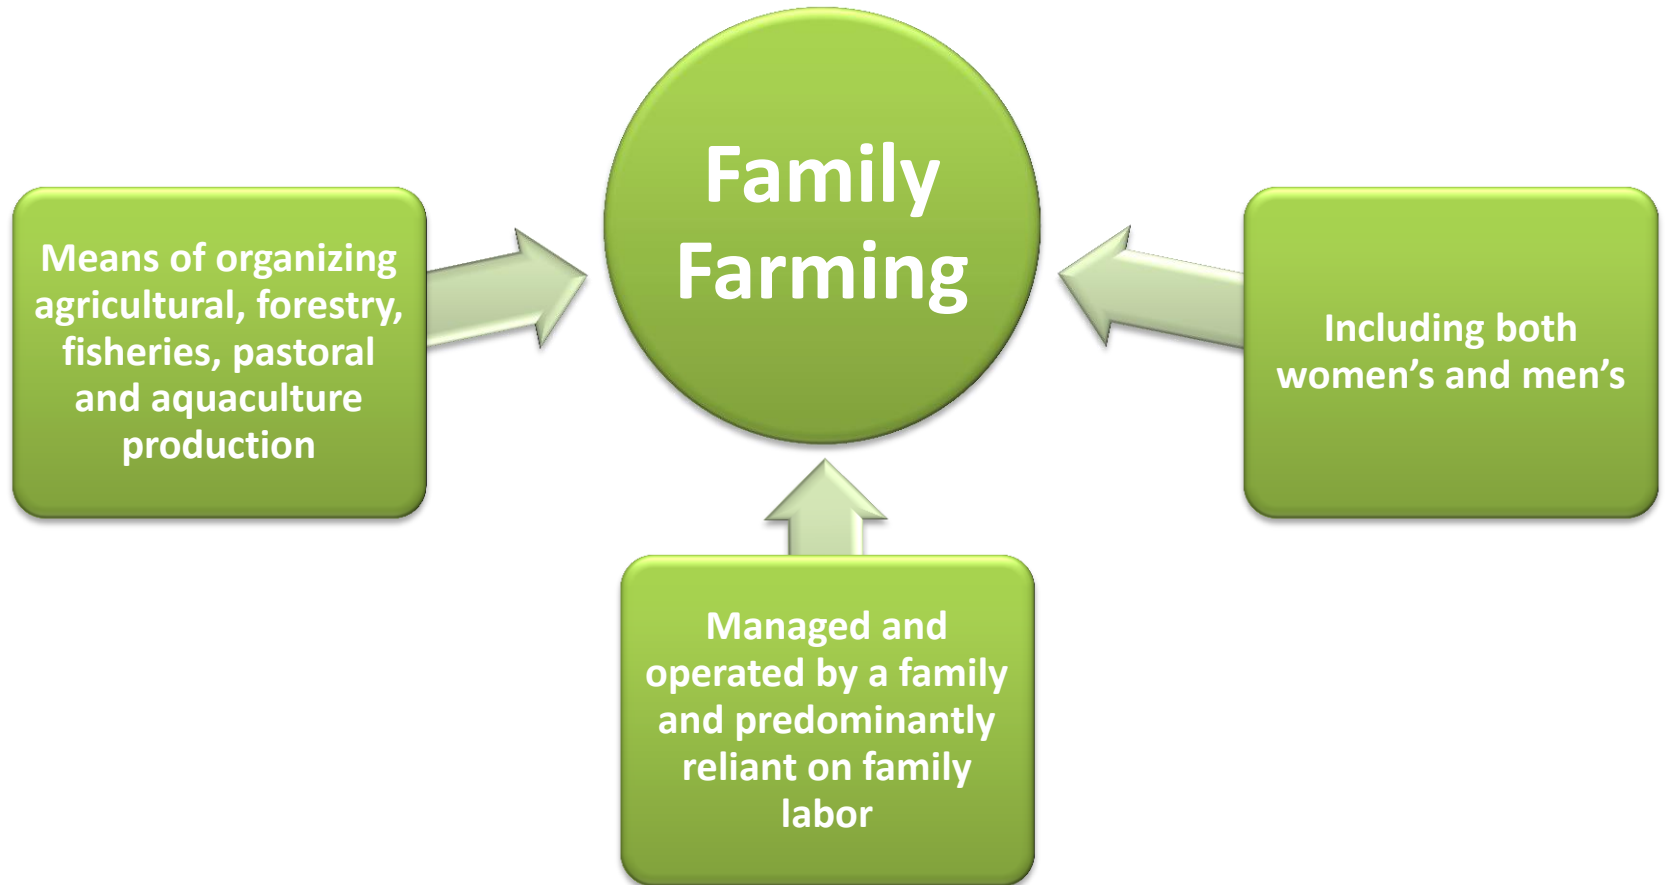 Family
Farming
Means of organizing
agricultural, forestry,
fisheries, pastoral
and aquaculture
production
Including both
women’s and men’s
Managed and
operated by a family
and predominantly
reliant on family
labor